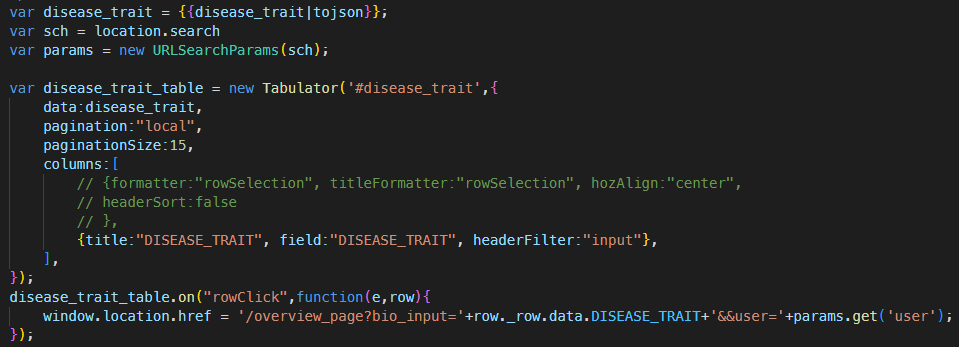 var disease_trait = {{disease_trait|tojson}};
var sch = location.search
var params = new URLSearchParams(sch);

var disease_trait_table = new Tabulator('#disease_trait',{
    data:disease_trait,
    pagination:"local",
    paginationSize:15,
    columns:[
        // {formatter:"rowSelection", titleFormatter:"rowSelection", hozAlign:"center",
        // headerSort:false
        // },
        {title:"DISEASE_TRAIT", field:"DISEASE_TRAIT", headerFilter:"input"},
    ],
});
disease_trait_table.on("rowClick",function(e,row){
    window.location.href = '/overview_page?bio_input='+row._row.data.DISEASE_TRAIT+'&&user='+params.get('user');
});